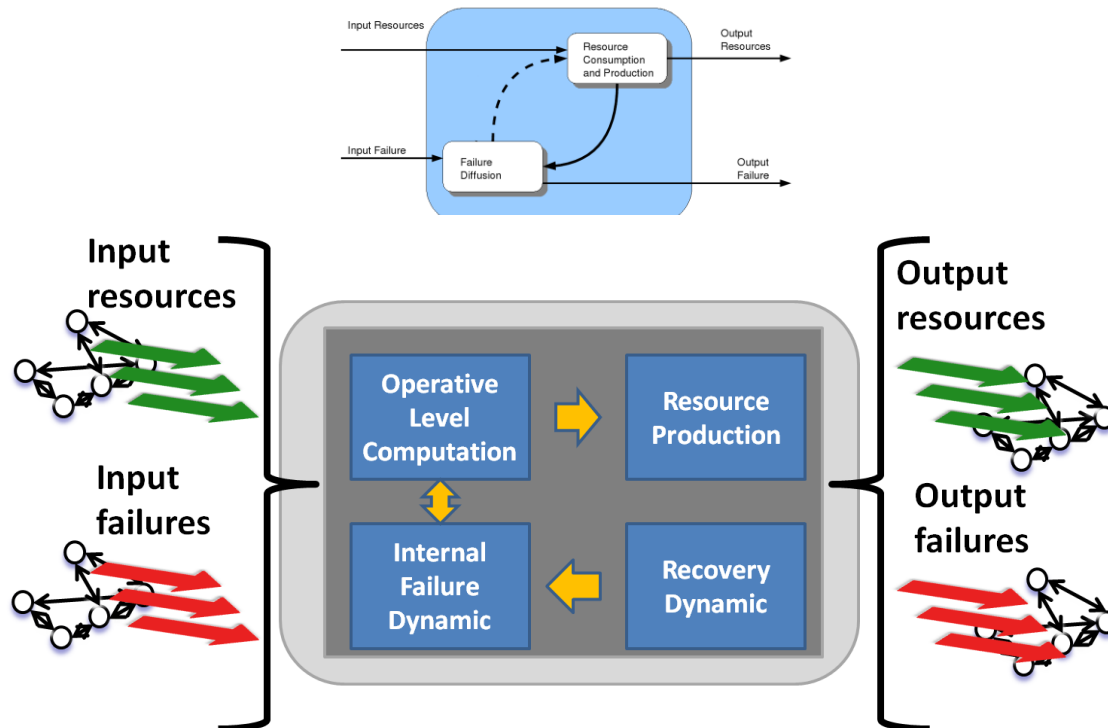 Input Resources
Resource
Consumption
and Production
Output
Resources
Input Failure
Failure
Diffusion
Output
Failure
Input
resources
Output
resources
Operative
Level
Computation
Resource
Production
Input
failures
Output
failures
Internal
Failure
Dynamic
Recovery
Dynamic